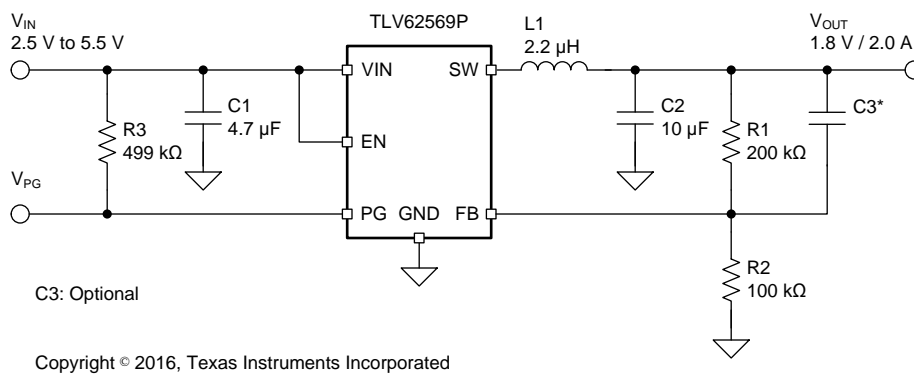 TLV62569P
VIN
2.5 V to 5.5 V
L1
2.2 µH
VOUT
1.8 V / 2.0 A
VIN
SW
C1
4.7 µF
R3
499 kΩ
EN
C2
10 µF
R1
200 kΩ
C3*
VPG
PG
GND
FB
R2
100 kΩ
C3: Optional
Copyright © 2016, Texas Instruments Incorporated